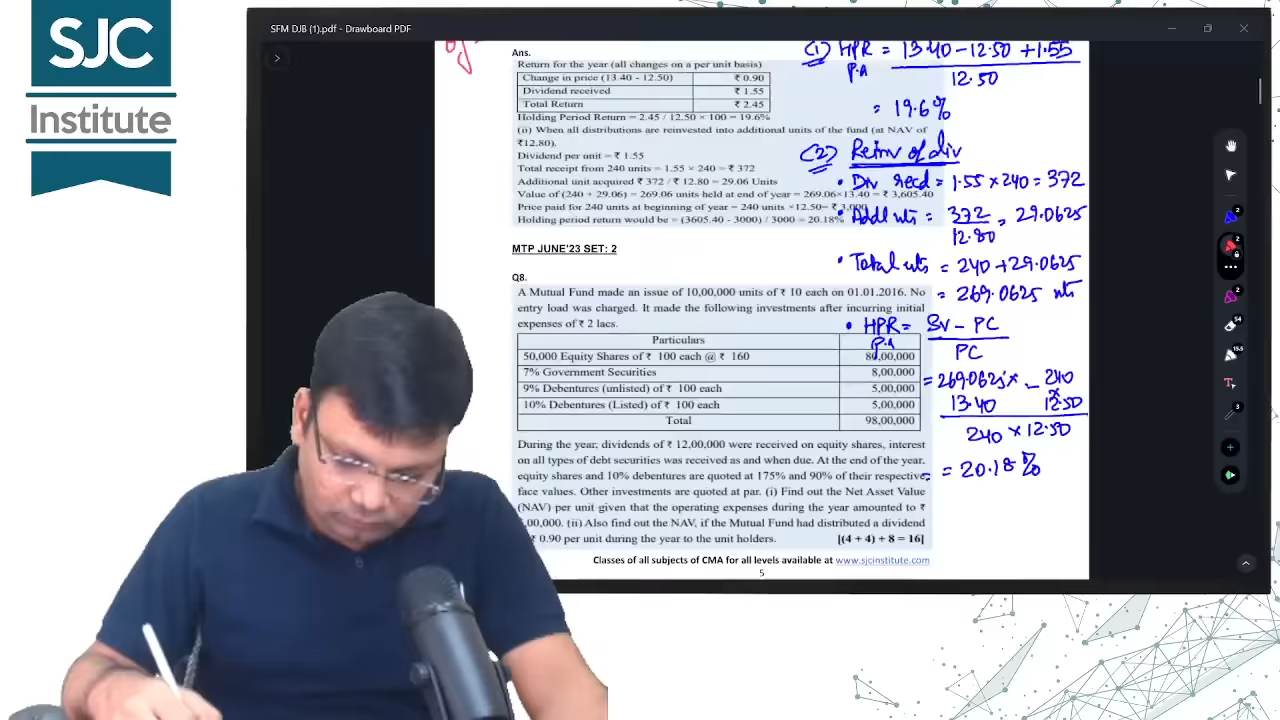 SJC
Institute
SFM DJB (1).pdf - Drawboard PDF
Ans.
Return for the year (all changes on a per unit basis)
Change in price (13.40 - 12.50) ₹ 0.90
Dividend received ₹ 1.55
Total Return ₹ 2.45
Holding Period Return = 2.45 / 12.50 × 100 = 19.6%
(ii) When all distributions are reinvested into additional units of the fund (at NAV of
₹12.80).
Dividend per unit = ₹ 1.55
Total receipt from 240 units = 1.55 × 240 = ₹ 372
Additional unit acquired ₹ 372 / ₹ 12.80 = 29.06 Units
Value of (240 + 29.06) = 269.06 units held at end of year = 269.06×13.40 = ₹ 3,605.40
Price paid for 240 units at beginning of year = 240 units ×12.50= ₹ 3,000
Holding period return would be = (3605.40 - 3000) / 3000 = 20.18%
MTP JUNE'23 SET: 2
Q8.
A Mutual Fund made an issue of 10,00,000 units of ₹ 10 each on 01.01.2016. No
entry load was charged. It made the following investments after incurring initial
expenses of ₹ 2 lacs.
Particulars
50,000 Equity Shares of ₹ 100 each @ ₹ 160 80,00,000
7% Government Securities 8,00,000
9% Debentures (unlisted) of ₹ 100 each 5,00,000
10% Debentures (Listed) of ₹ 100 each 5,00,000
Total 98,00,000
During the year, dividends of ₹ 12,00,000 were received on equity shares, interest
on all types of debt securities was received as and when due. At the end of the year,
equity shares and 10% debentures are quoted at 175% and 90% of their respective
face values. Other investments are quoted at par. (i) Find out the Net Asset Value
(NAV) per unit given that the operating expenses during the year amounted to ₹
,00,000. (ii) Also find out the NAV, if the Mutual Fund had distributed a dividend
₹ 0.90 per unit during the year to the unit holders. [(4 + 4) + 8 = 16]
Classes of all subjects of CMA for all levels available at www.sjcinstitute.com
5
(1) HPR = 13.40 - 12.50 + 1.55
P.A
12.50
= 19.6%
(2) Reinv of div
• Div recd = 1.55 × 240 = 372
• Addl uts = 372 = 29.0625
12.80
• Total uts = 240 + 29.0625
= 269.0625 uts
• HPR = SV - PC
P.A
PC
= 269.0625 × - 240
13.40 × 12.50
240 × 12.50
= = 20.18%